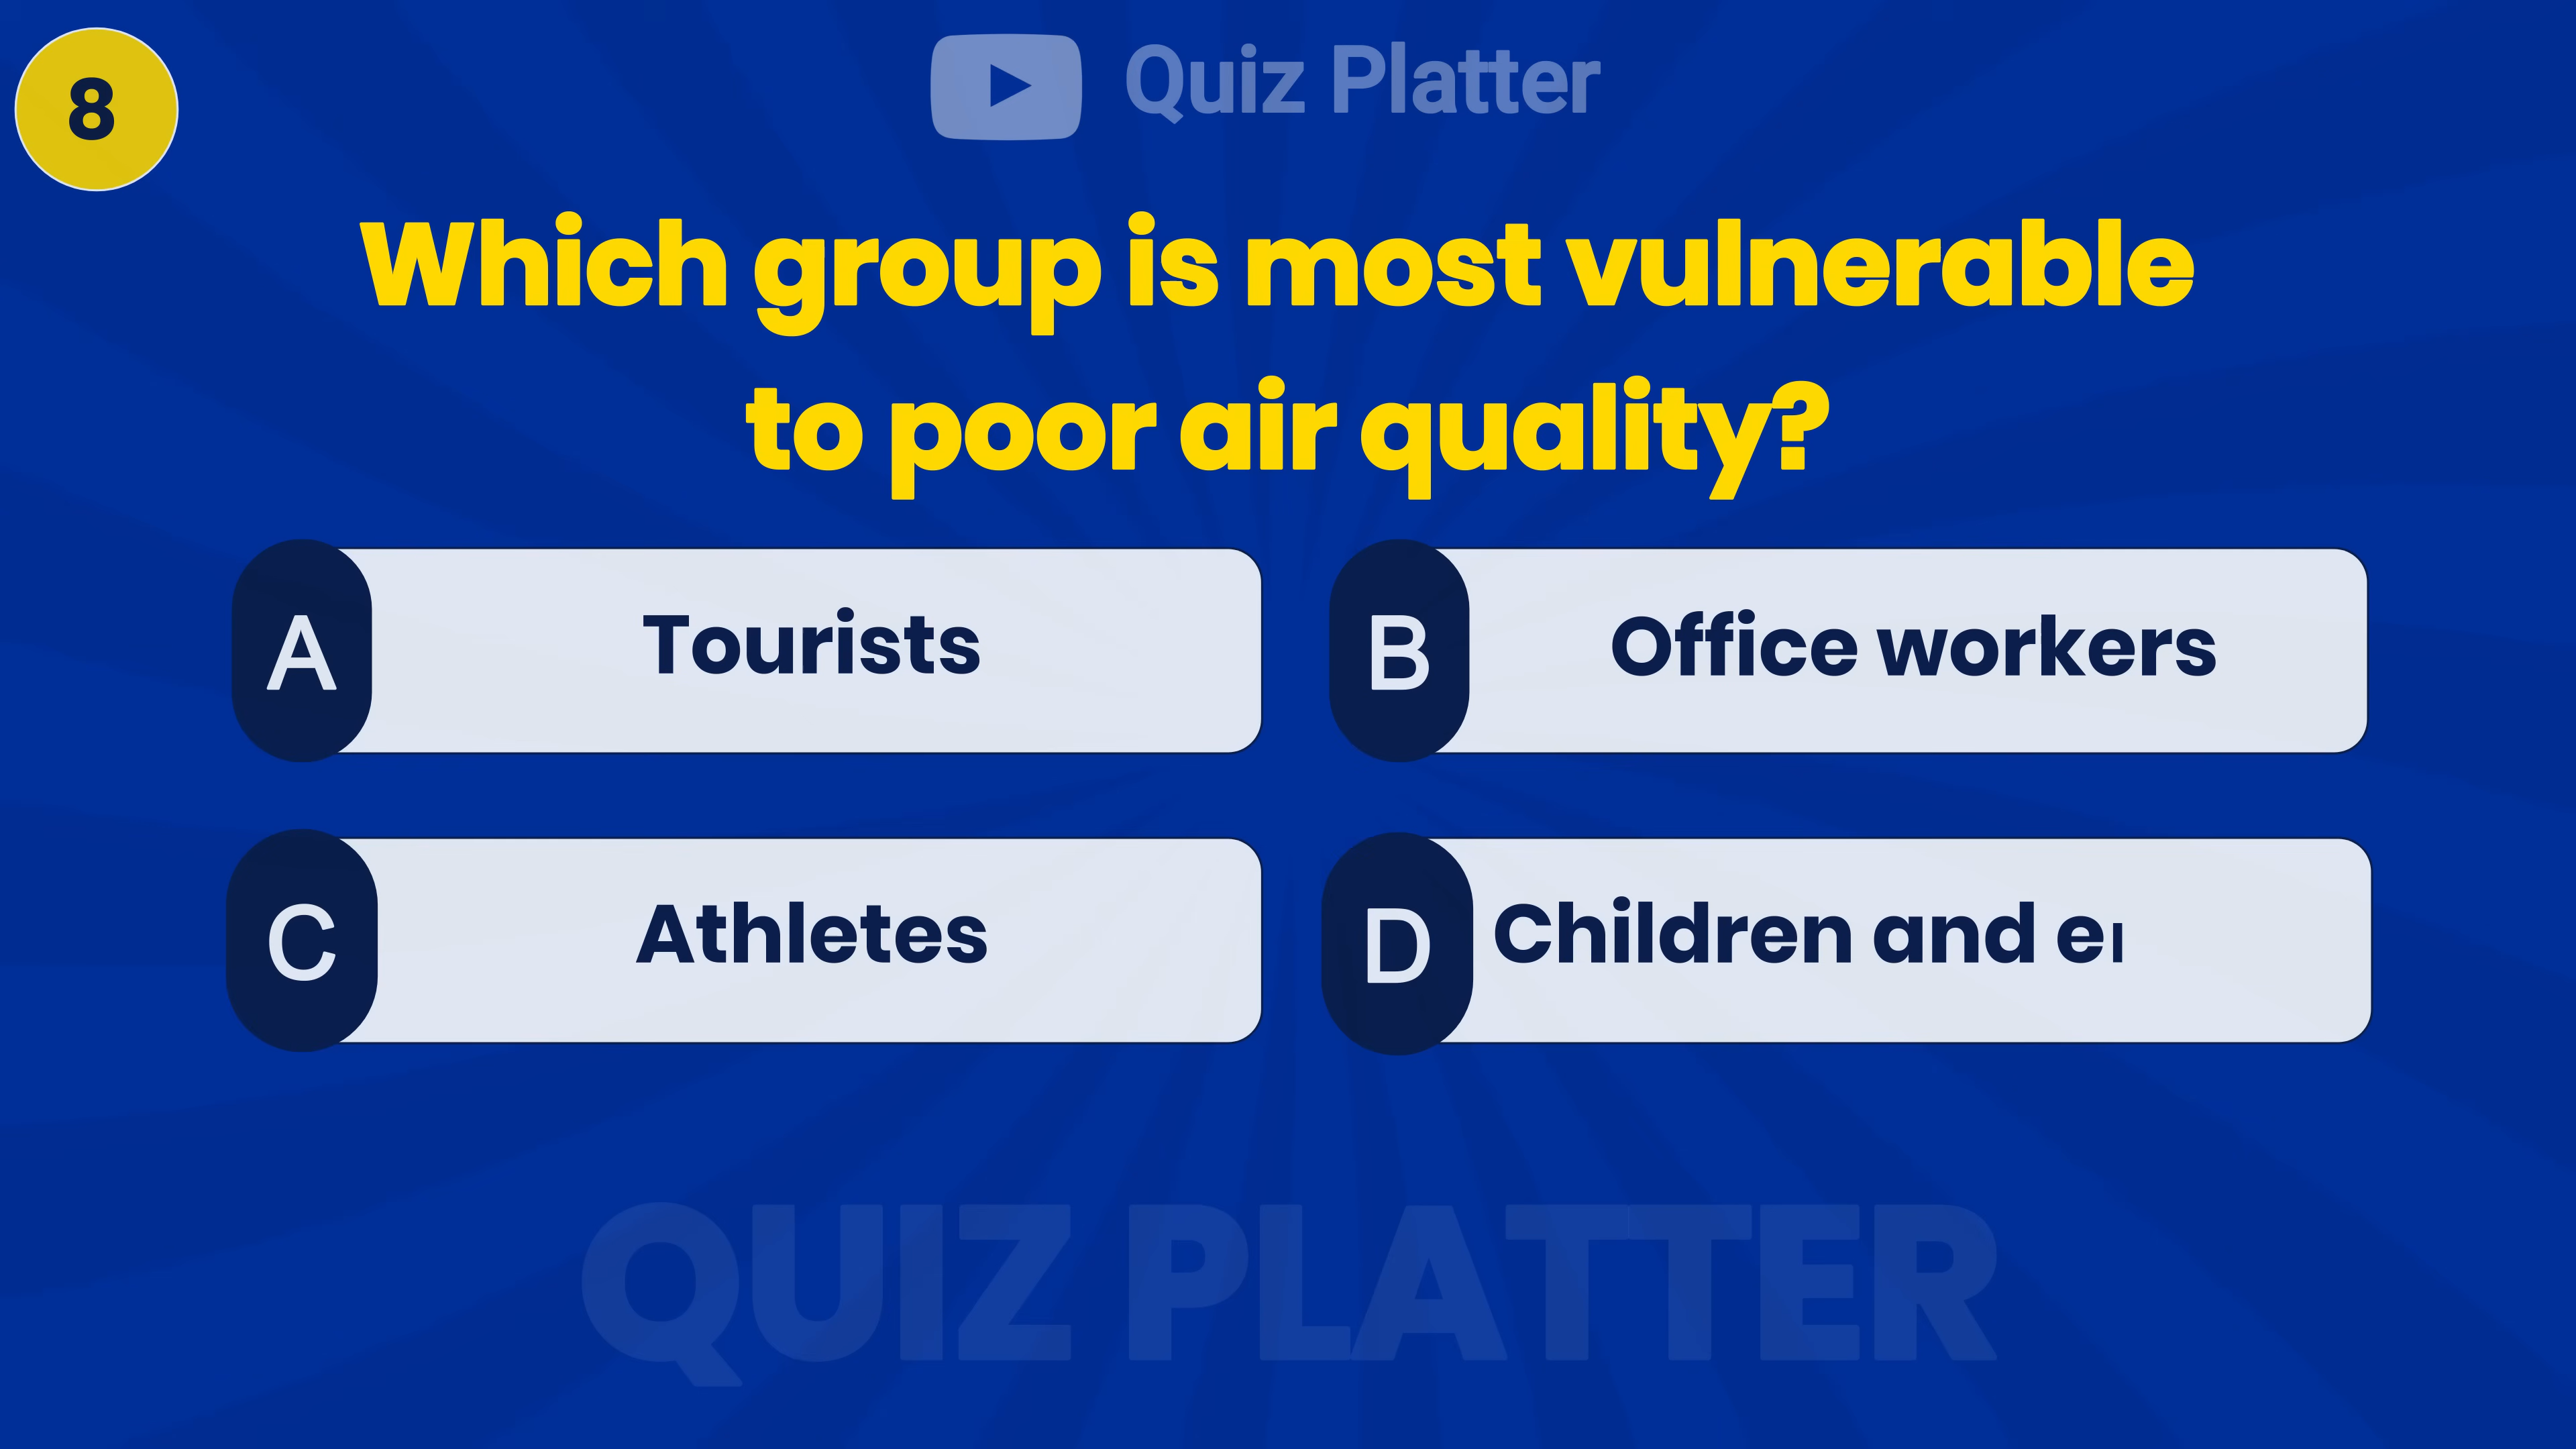 8
Quiz Platter
Which group is most vulnerable
to poor air quality?
A Tourists
B Office workers
C Athletes
D Children and e
QUIZ PLATTER